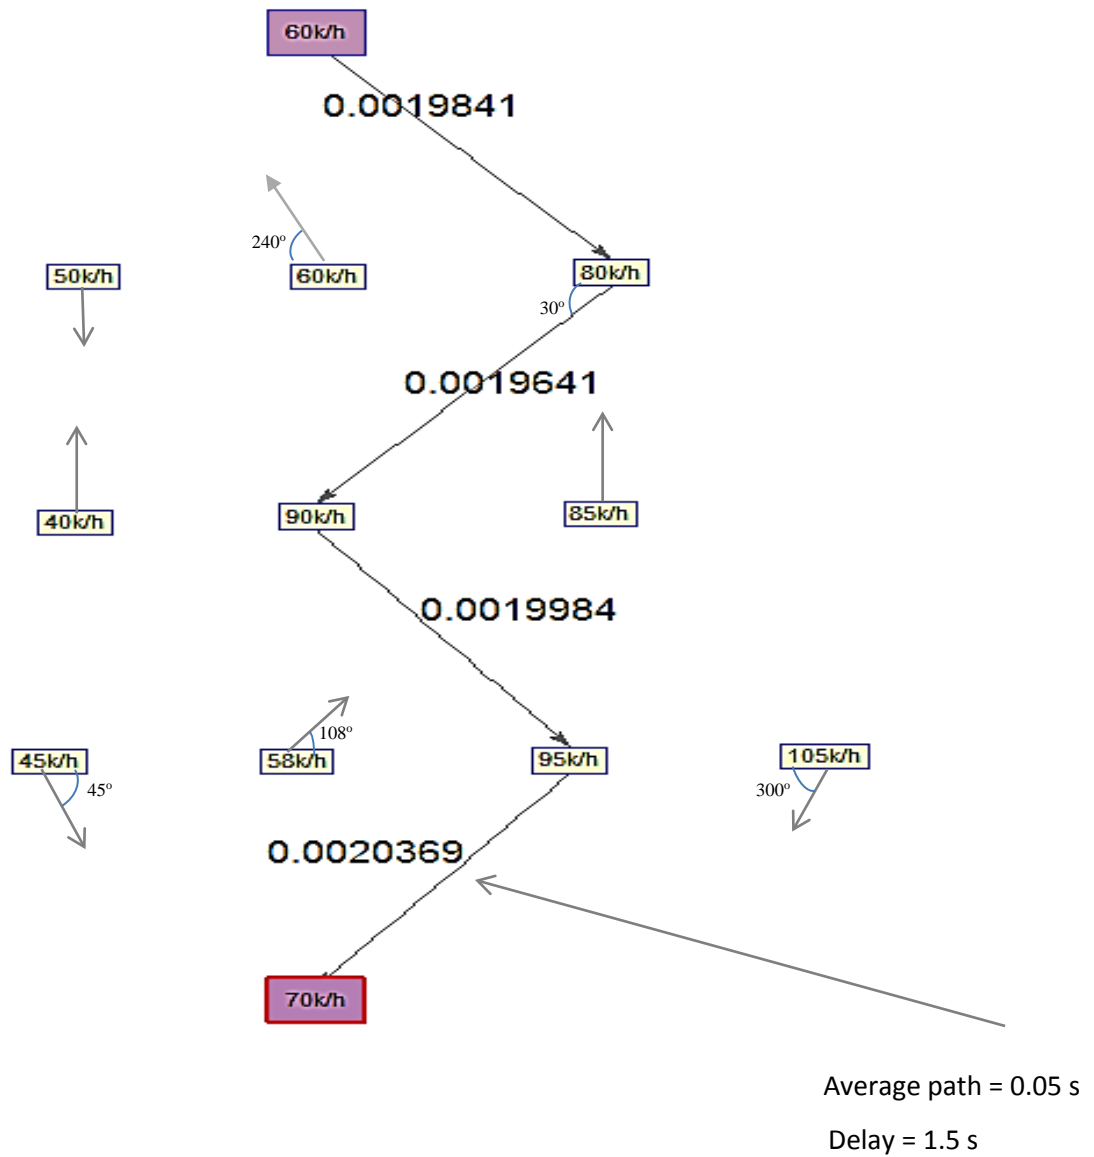 60k/h
0.0019841
240º
50k/h
60k/h
80k/h
30º
0.0019641
40k/h
90k/h
85k/h
0.0019984
108º
45k/h
58k/h
95k/h
105k/h
45º
300º
0.0020369
70k/h
Average path = 0.05 s
Delay = 1.5 s